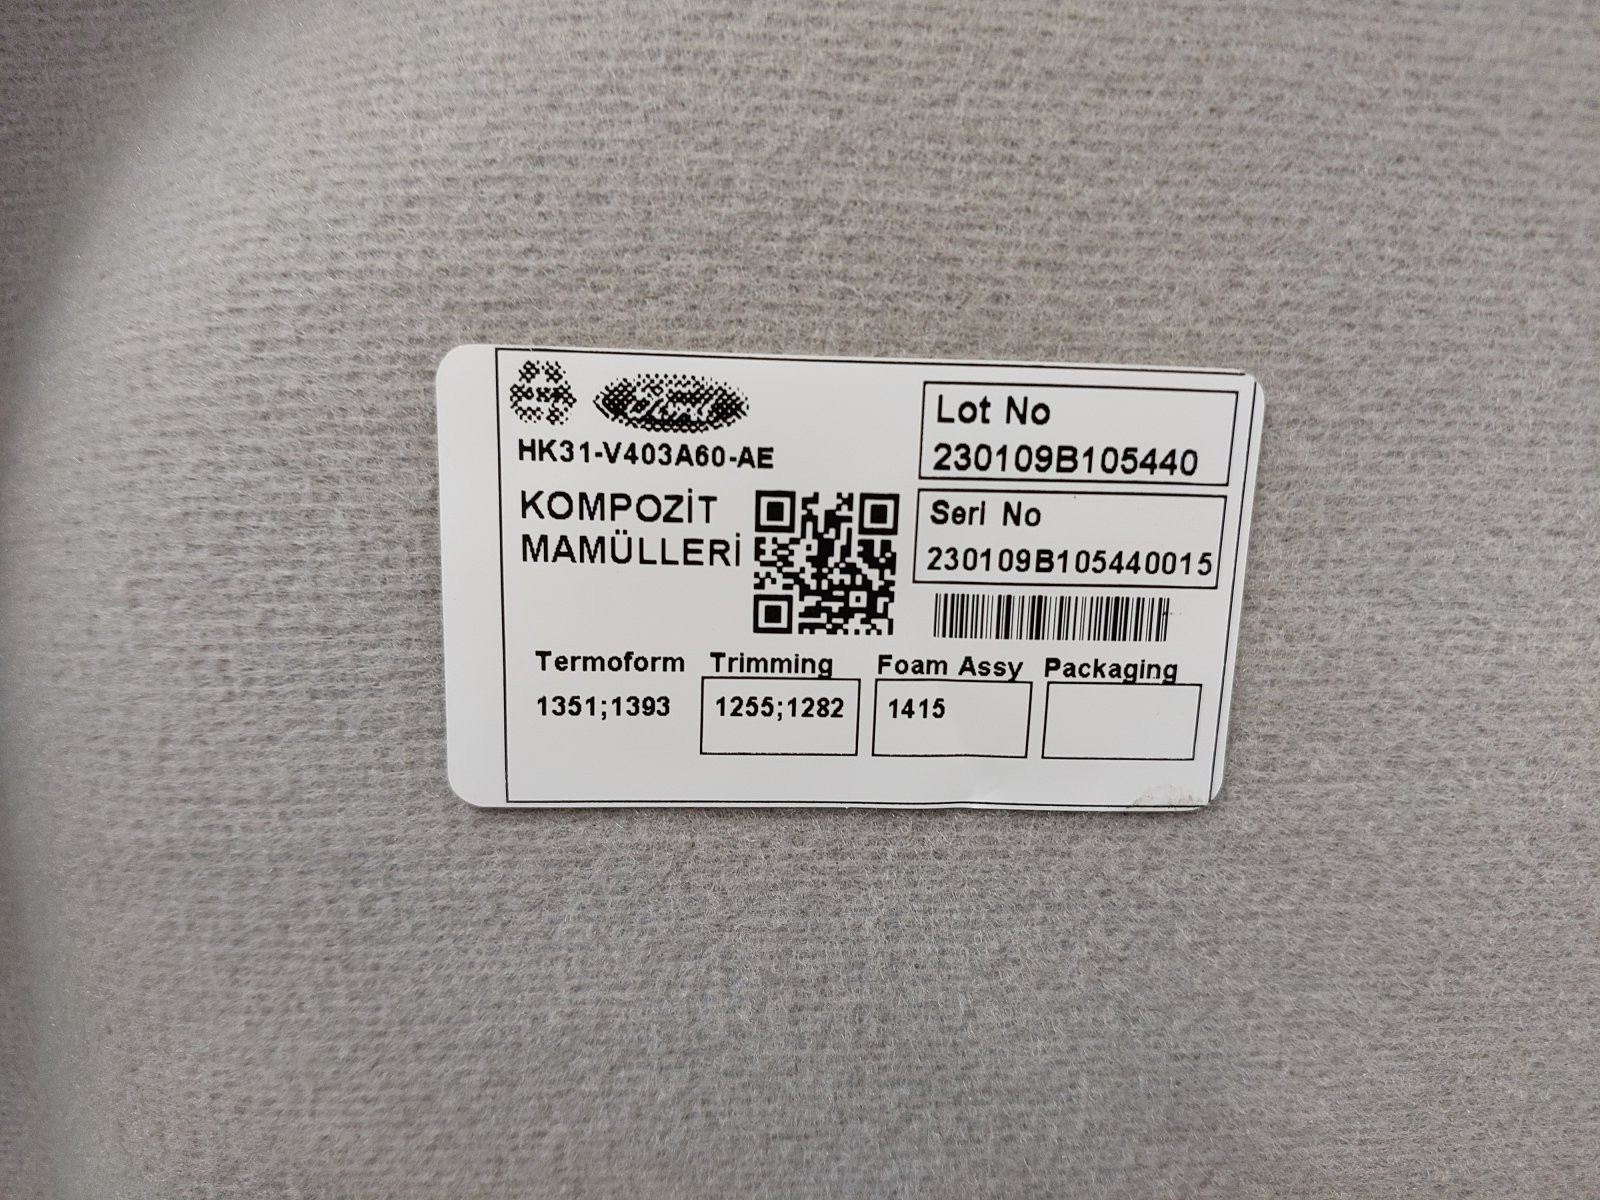 Ford
HK31-V403A60-AE
KOMPOZİT
MAMÜLLERİ
Lot No
230109B105440
Seri No
230109B105440015
Termoform Trimming Foam Assy Packaging
1351;1393 1255;1282 1415